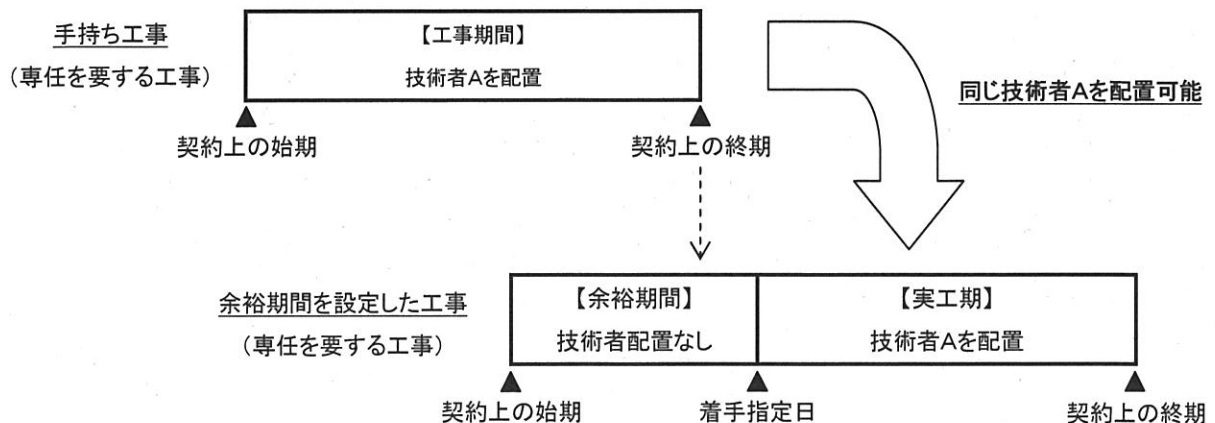 手持ち工事
(専任を要する工事)
【工事期間】
技術者Aを配置
契約上の始期
契約上の終期
同じ技術者Aを配置可能
余裕期間を設定した工事
(専任を要する工事)
【余裕期間】
技術者配置なし
【実工期】
技術者Aを配置
契約上の始期
着手指定日
契約上の終期